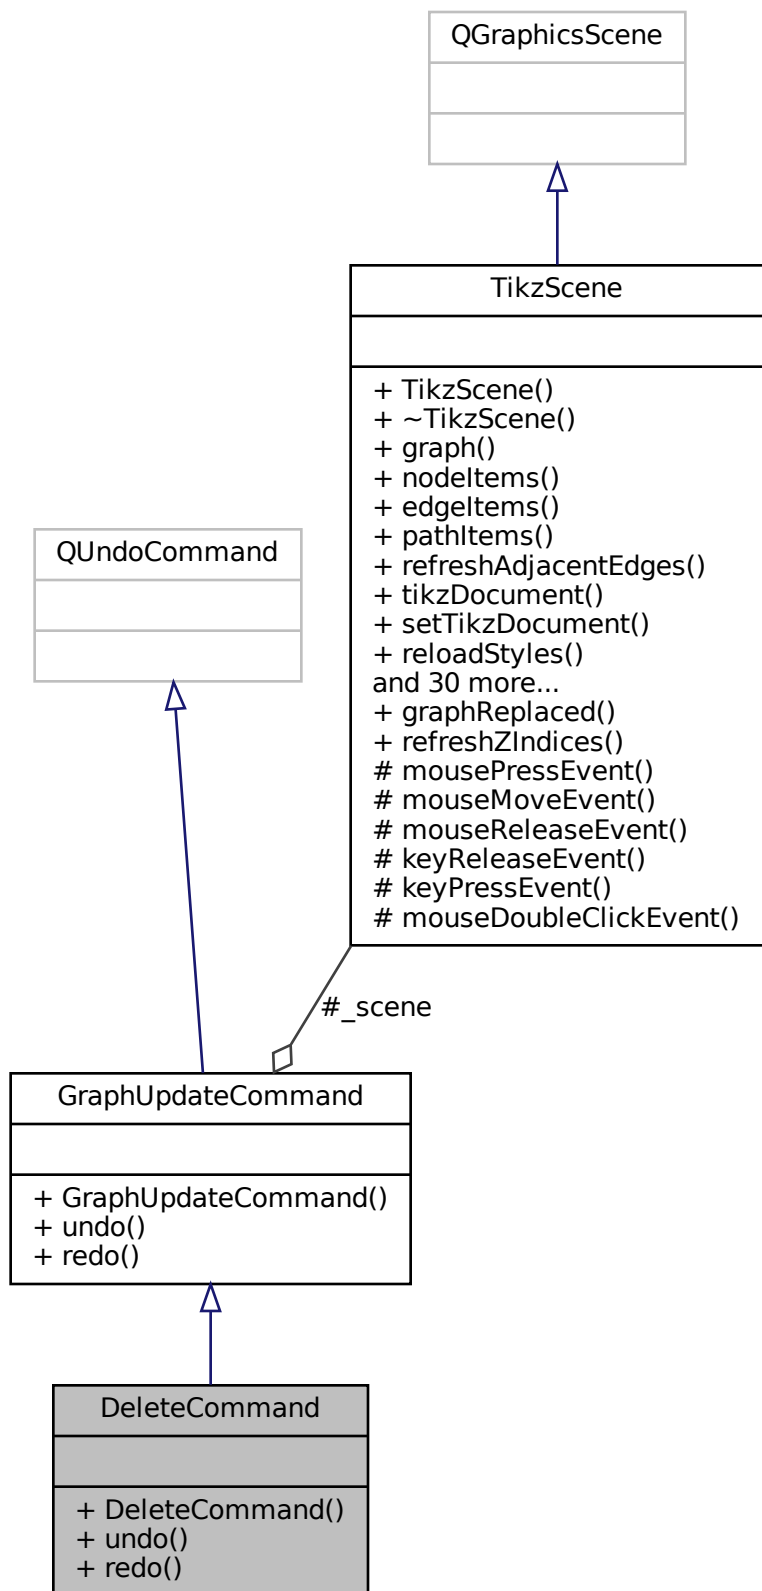 QGraphicsScene
TikzScene
+ TikzScene()
+ ~TikzScene()
+ graph()
+ nodeItems()
+ edgeItems()
+ pathItems()
+ refreshAdjacentEdges()
+ tikzDocument()
+ setTikzDocument()
+ reloadStyles()
and 30 more...
+ graphReplaced()
+ refreshZIndices()
# mousePressEvent()
# mouseMoveEvent()
# mouseReleaseEvent()
# keyReleaseEvent()
# keyPressEvent()
# mouseDoubleClickEvent()
QUndoCommand
#_scene
GraphUpdateCommand
+ GraphUpdateCommand()
+ undo()
+ redo()
DeleteCommand
+ DeleteCommand()
+ undo()
+ redo()